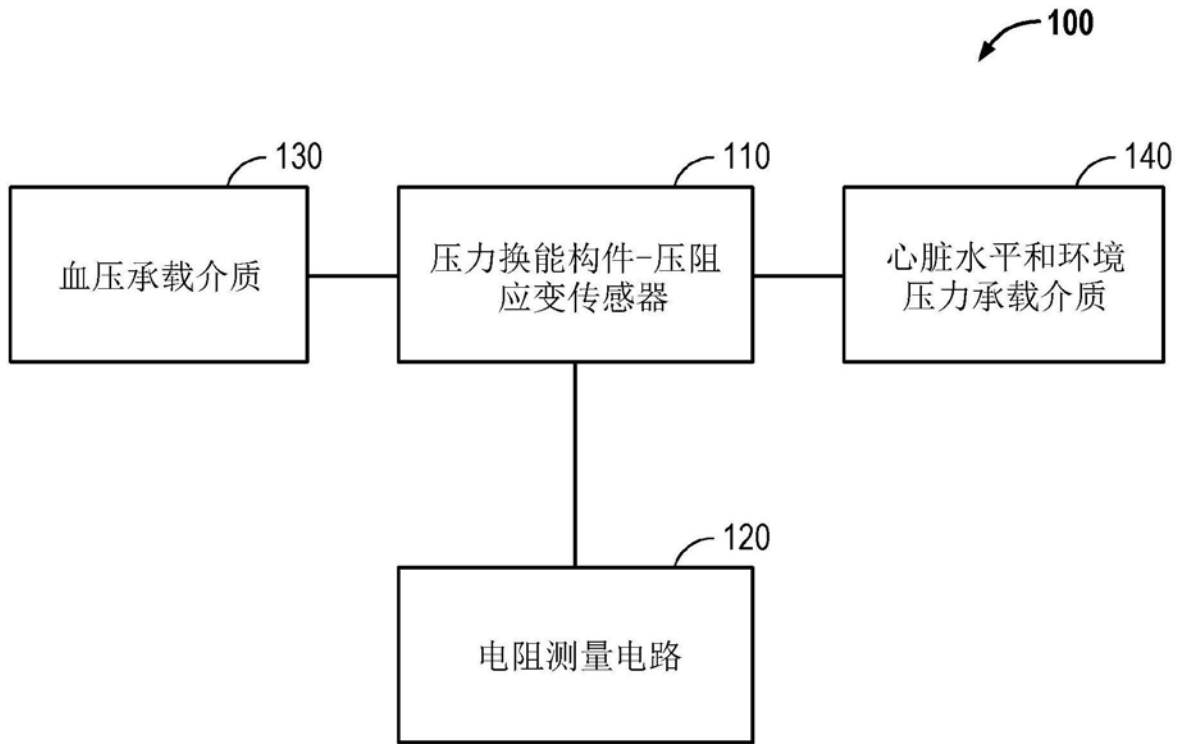 100
130
110
140
血压承载介质
压力换能构件-压阻
应变传感器
心脏水平和环境
压力承载介质
120
电阻测量电路